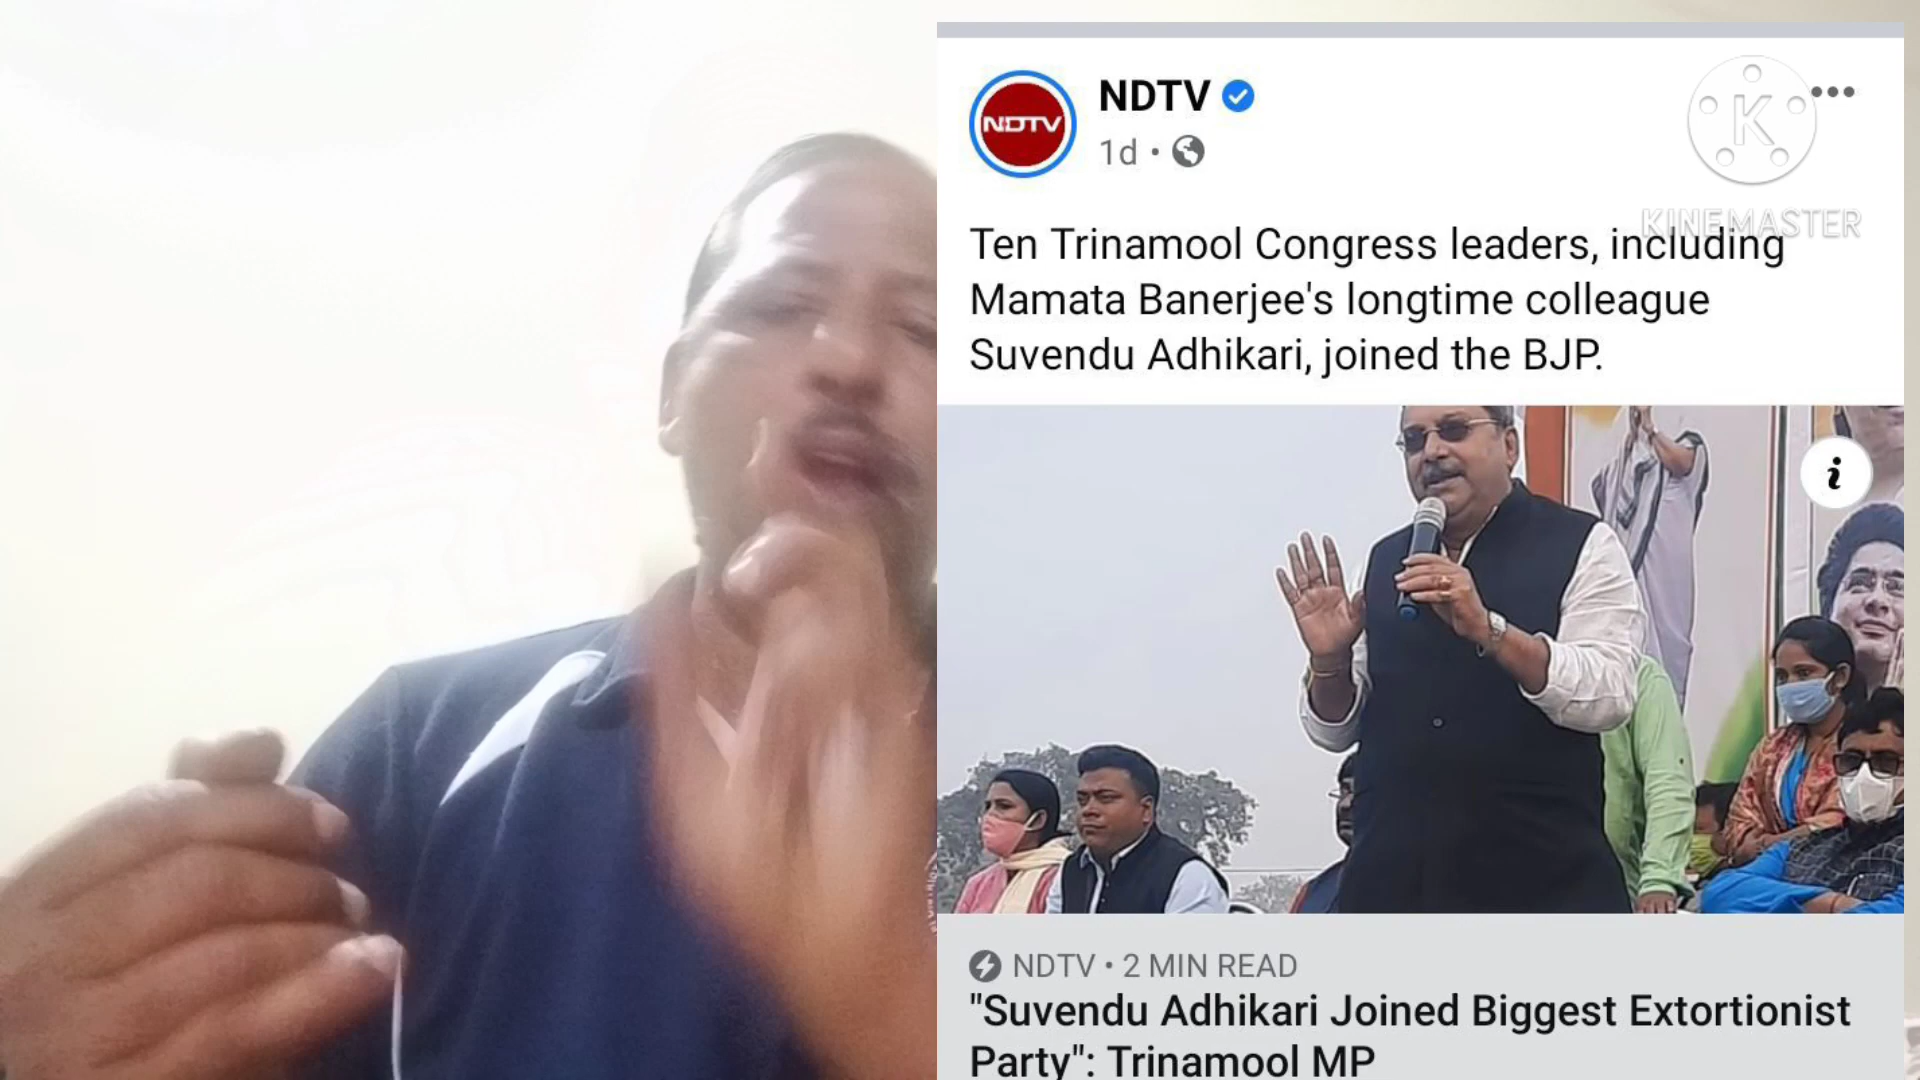 NDTV
NDTV
1d
K
KINEMASTER
Ten Trinamool Congress leaders, including
Mamata Banerjee's longtime colleague
Suvendu Adhikari, joined the BJP.
i
NDTV • 2 MIN READ
"Suvendu Adhikari Joined Biggest Extortionist
Party": Trinamool MP